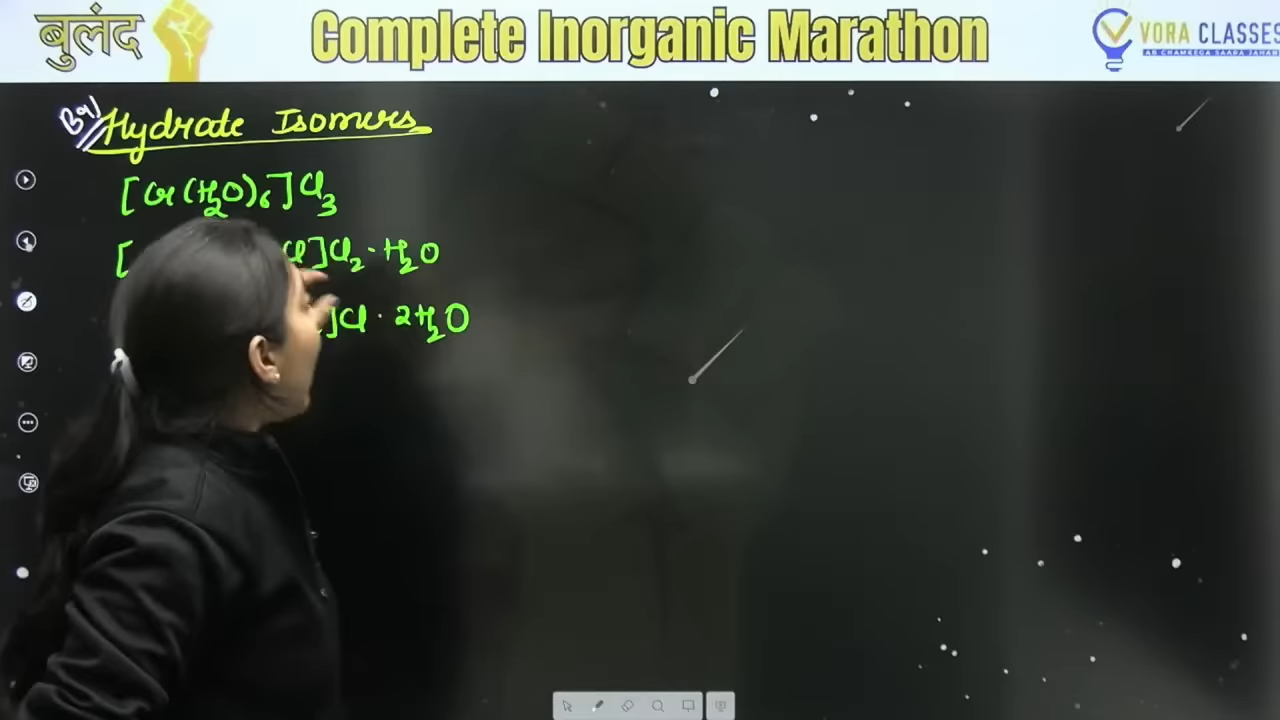 बुलंद
Complete Inorganic Marathon
VORA CLASSES
AB CHAMKEGA SAARA JAHAN
Hydrate Isomers
[Cr(H₂O)₆]Cl₃
[ Cl]Cl₂·H₂O
]Cl · 2H₂O